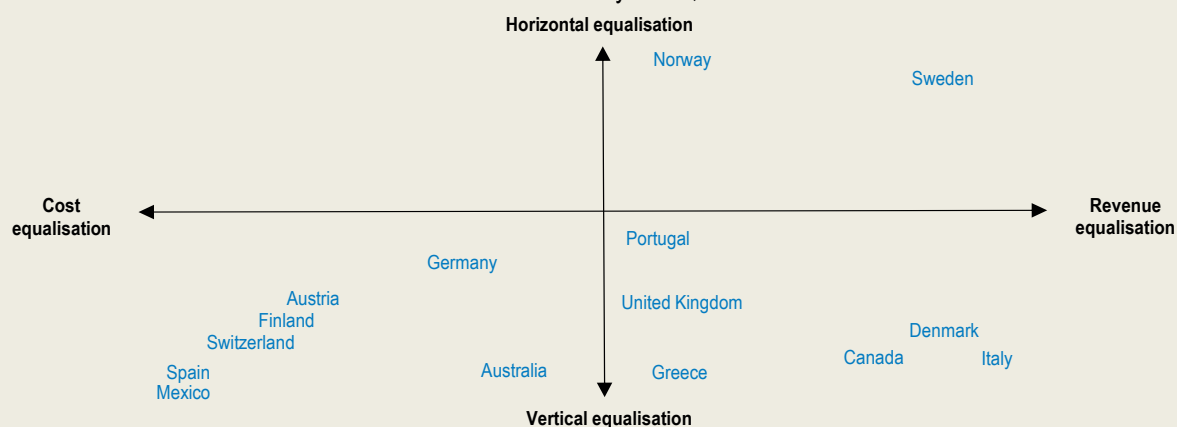 Horizontal equalisation
Norway
Sweden
Cost
equalisation
Revenue
equalisation
Portugal
Germany
Austria
United Kingdom
Finland
Denmark
Switzerland
Canada
Italy
Spain
Australia
Greece
Mexico
Vertical equalisation